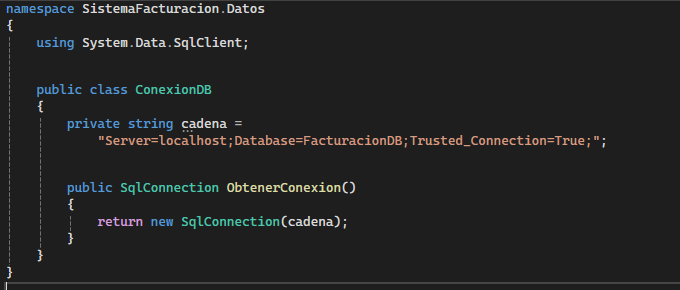 namespace SistemaFacturacion.Datos
{
    using System.Data.SqlClient;
    public class ConexionDB
    {
        private string cadena =
            "Server=localhost;Database=FacturacionDB;Trusted_Connection=True;";
        public SqlConnection ObtenerConexion()
        {
            return new SqlConnection(cadena);
        }
    }
}